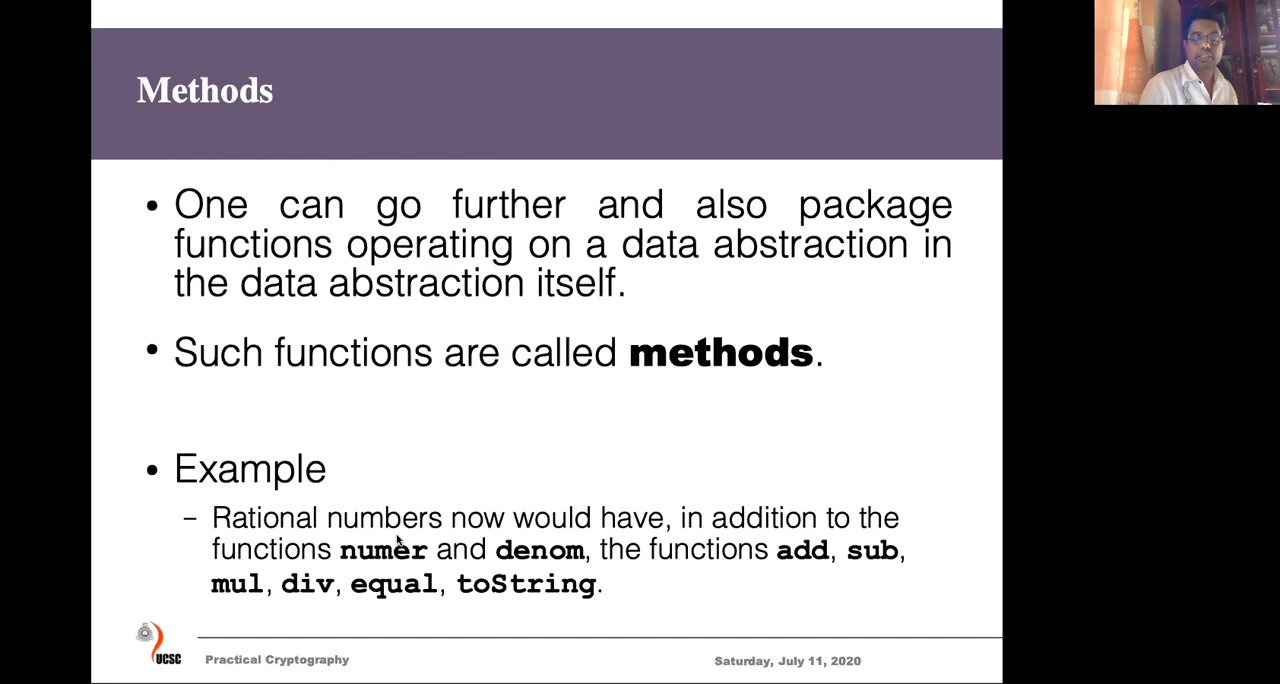 Methods
• One can go further and also package
functions operating on a data abstraction in
the data abstraction itself.
• Such functions are called methods.
• Example
– Rational numbers now would have, in addition to the
functions numer and denom, the functions add, sub,
mul, div, equal, toString.
UCSC
Practical Cryptography
Saturday, July 11, 2020